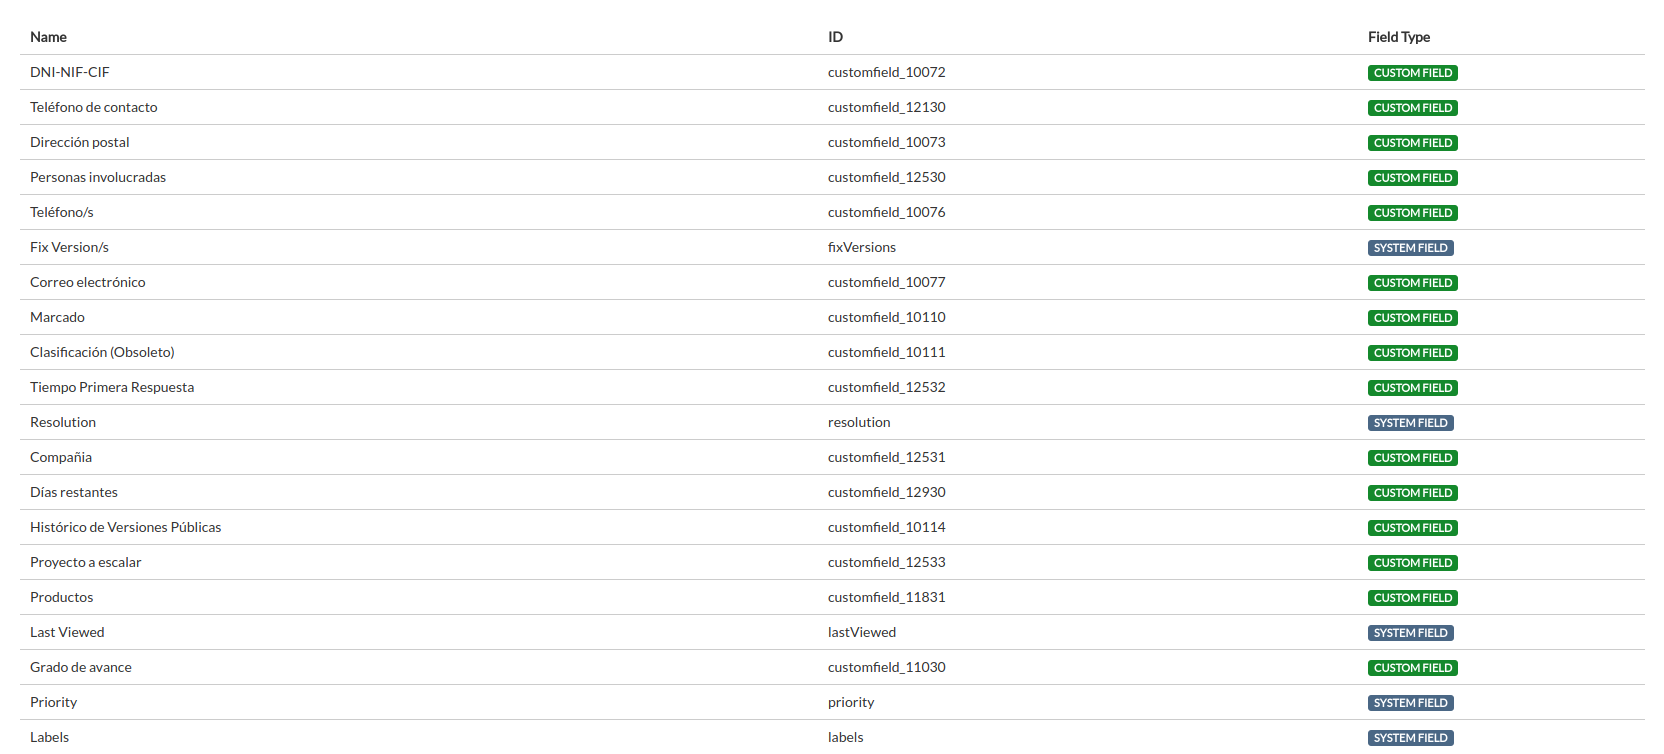 Name ID Field Type
DNI-NIF-CIF customfield_10072 CUSTOM FIELD
Teléfono de contacto customfield_12130 CUSTOM FIELD
Dirección postal customfield_10073 CUSTOM FIELD
Personas involucradas customfield_12530 CUSTOM FIELD
Teléfono/s customfield_10076 CUSTOM FIELD
Fix Version/s fixVersions SYSTEM FIELD
Correo electrónico customfield_10077 CUSTOM FIELD
Marcado customfield_10110 CUSTOM FIELD
Clasificación (Obsoleto) customfield_10111 CUSTOM FIELD
Tiempo Primera Respuesta customfield_12532 CUSTOM FIELD
Resolution resolution SYSTEM FIELD
Compañia customfield_12531 CUSTOM FIELD
Días restantes customfield_12930 CUSTOM FIELD
Histórico de Versiones Públicas customfield_10114 CUSTOM FIELD
Proyecto a escalar customfield_12533 CUSTOM FIELD
Productos customfield_11831 CUSTOM FIELD
Last Viewed lastViewed SYSTEM FIELD
Grado de avance customfield_11030 CUSTOM FIELD
Priority priority SYSTEM FIELD
Labels labels SYSTEM FIELD